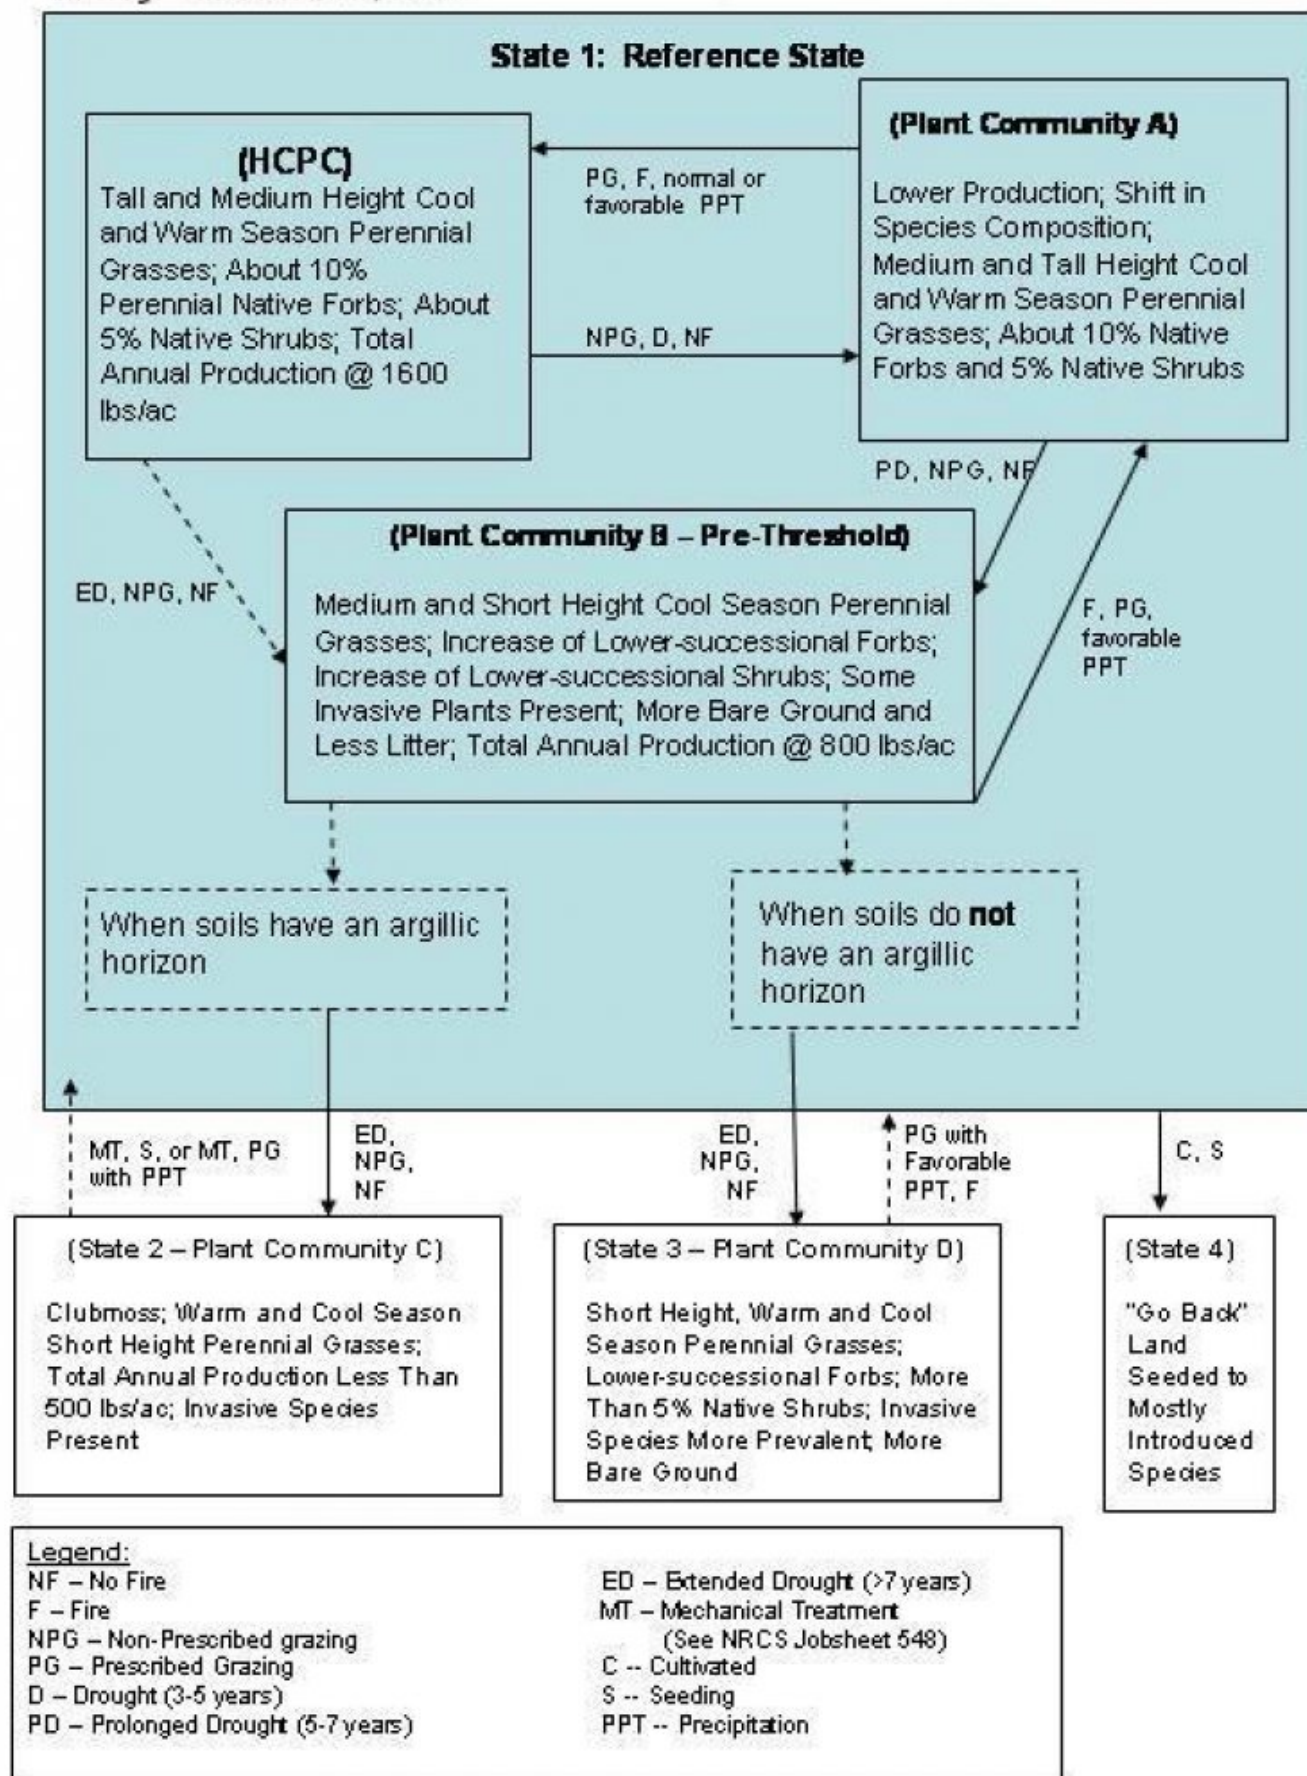 State 1: Reference State
(HCPC)
Tall and Medium Height Cool
and Warm Season Perennial
Grasses; About 10%
Perennial Native Forbs; About
5% Native Shrubs; Total
Annual Production @ 1600
lbs/ac
PG, F, normal or
favorable PPT
NPG, D, NF
(Plant Community A)
Lower Production; Shift in
Species Composition;
Medium and Tall Height Cool
and Warm Season Perennial
Grasses; About 10% Native
Forbs and 5% Native Shrubs
PD, NPG, NF
ED, NPG, NF
(Plant Community B – Pre-Threshold)
Medium and Short Height Cool Season Perennial
Grasses; Increase of Lower-successional Forbs;
Increase of Lower-successional Shrubs; Some
Invasive Plants Present; More Bare Ground and
Less Litter; Total Annual Production @ 800 lbs/ac
F, PG,
favorable
PPT
When soils have an argillic
horizon
When soils do not
have an argillic
horizon
MT, S, or MT, PG
with PPT
ED,
NPG,
NF
ED,
NPG,
NF
PG with
Favorable
PPT, F
C, S
(State 2 – Plant Community C)
Clubmoss; Warm and Cool Season
Short Height Perennial Grasses;
Total Annual Production Less Than
500 lbs/ac; Invasive Species
Present
(State 3 – Plant Community D)
Short Height, Warm and Cool
Season Perennial Grasses;
Lower-successional Forbs; More
Than 5% Native Shrubs; Invasive
Species More Prevalent; More
Bare Ground
(State 4)
"Go Back"
Land
Seeded to
Mostly
Introduced
Species
Legend:
NF – No Fire
F – Fire
NPG – Non-Prescribed grazing
PG – Prescribed Grazing
D – Drought (3-5 years)
PD – Prolonged Drought (5-7 years)
ED – Extended Drought (>7 years)
MT – Mechanical Treatment
(See NRCS Jobsheet 548)
C -- Cultivated
S -- Seeding
PPT -- Precipitation